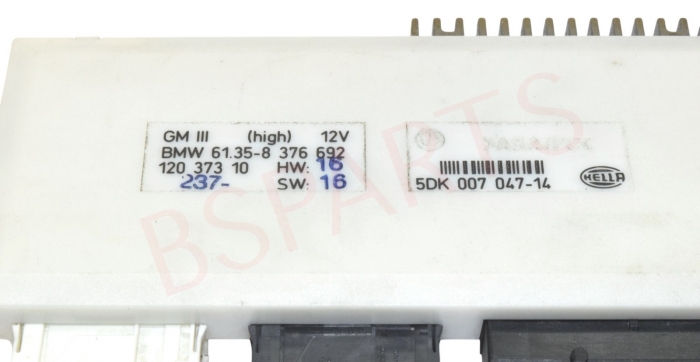 GM III (high) 12V
BMW 61.35-8 376 692
120 373 10 HW: 16
237- SW: 16
5DK 007 047-14
HELLA
BSPARTS